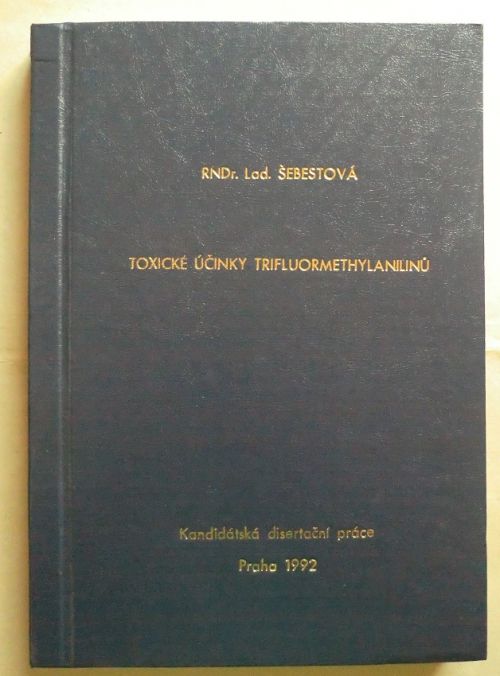 RNDr. Lad. ŠEBESTOVÁ
TOXICKÉ ÚČINKY TRIFLUORMETHYLANILINŮ
Kandidátská disertační práce
Praha 1992